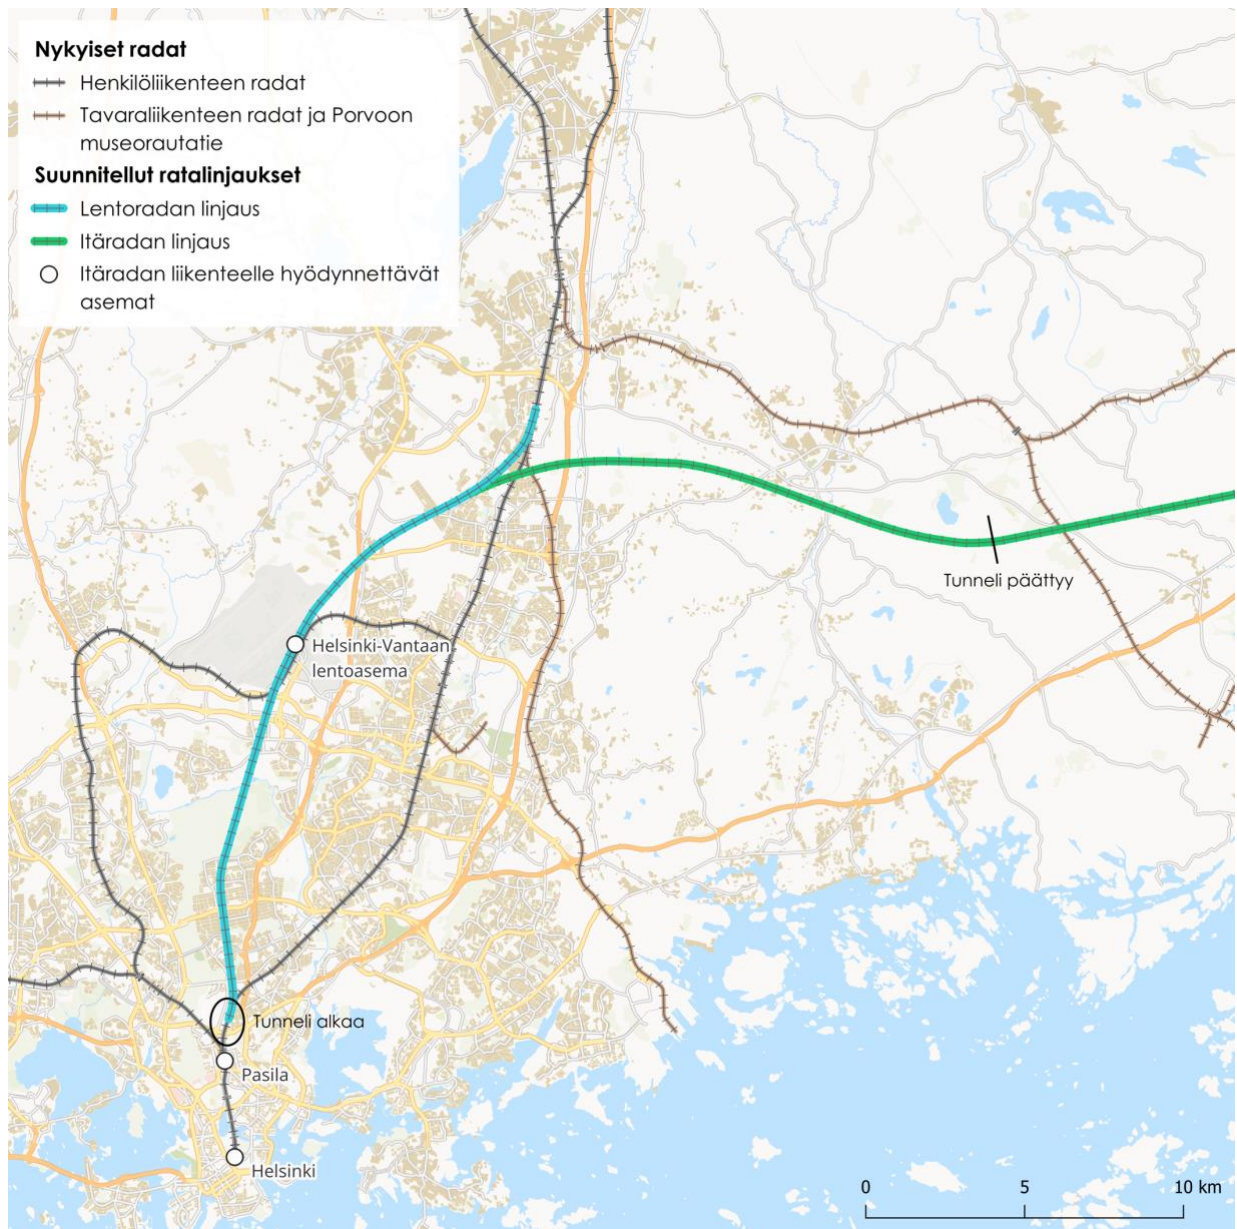 Nykyiset radat
Henkilöliikenteen radat
Tavaraliikenteen radat ja Porvoon
museorautatie
Suunnitellut ratalinjaukset
Lentoradan linjaus
Itäradan linjaus
Itäradan liikenteelle hyödynnettävät
asemat
Tunneli päättyy
Helsinki-Vantaan
lentoasema
Tunneli alkaa
Pasila
Helsinki
0 5 10 km